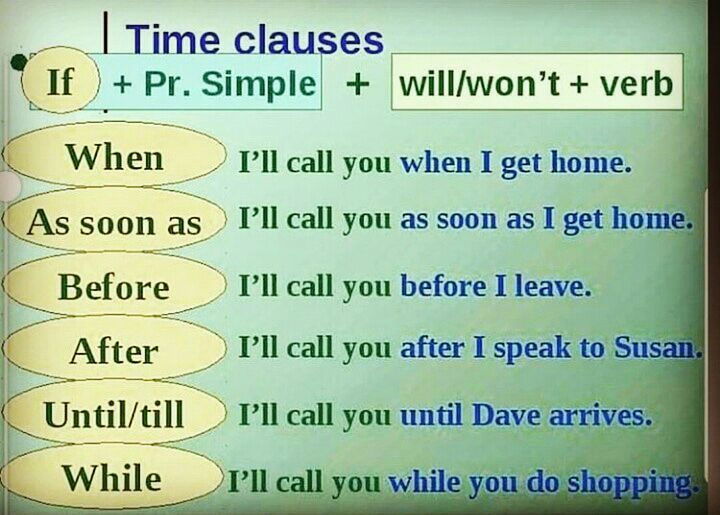 Time clauses
If + Pr. Simple + will/won't + verb
When I'll call you when I get home.
As soon as I'll call you as soon as I get home.
Before I'll call you before I leave.
After I'll call you after I speak to Susan.
Until/till I'll call you until Dave arrives.
While I'll call you while you do shopping.